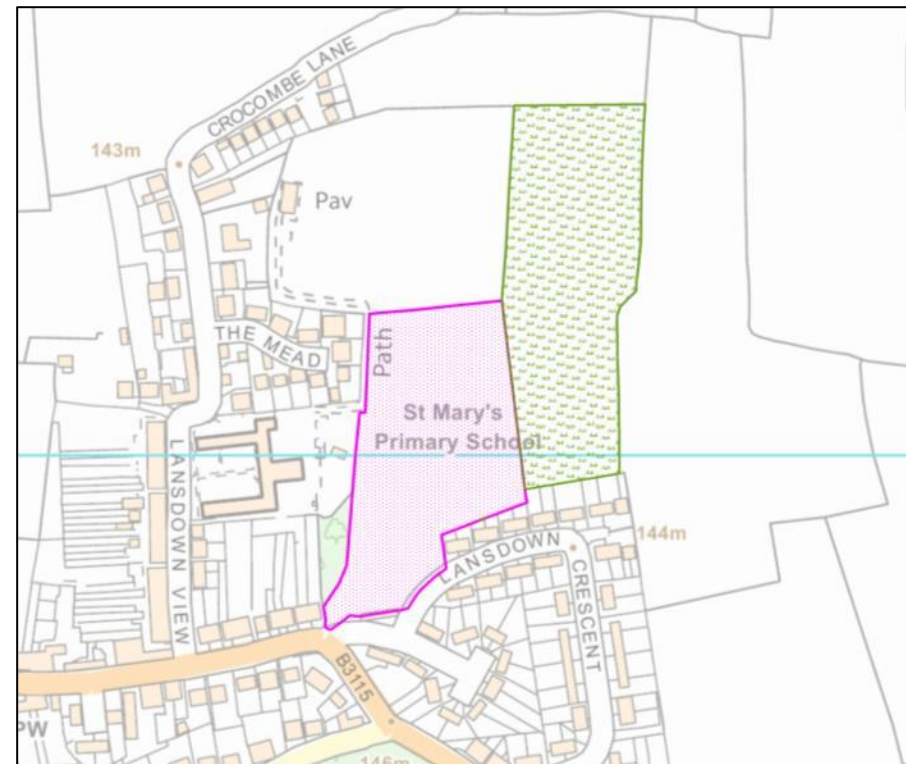 CROCOMBE LANE
143m
Pav
THE MEAD
Path
St Mary's
Primary School
LANSDOWN VIEW
LANSDOWN
CRESCENT
144m
B3115
PW
146m